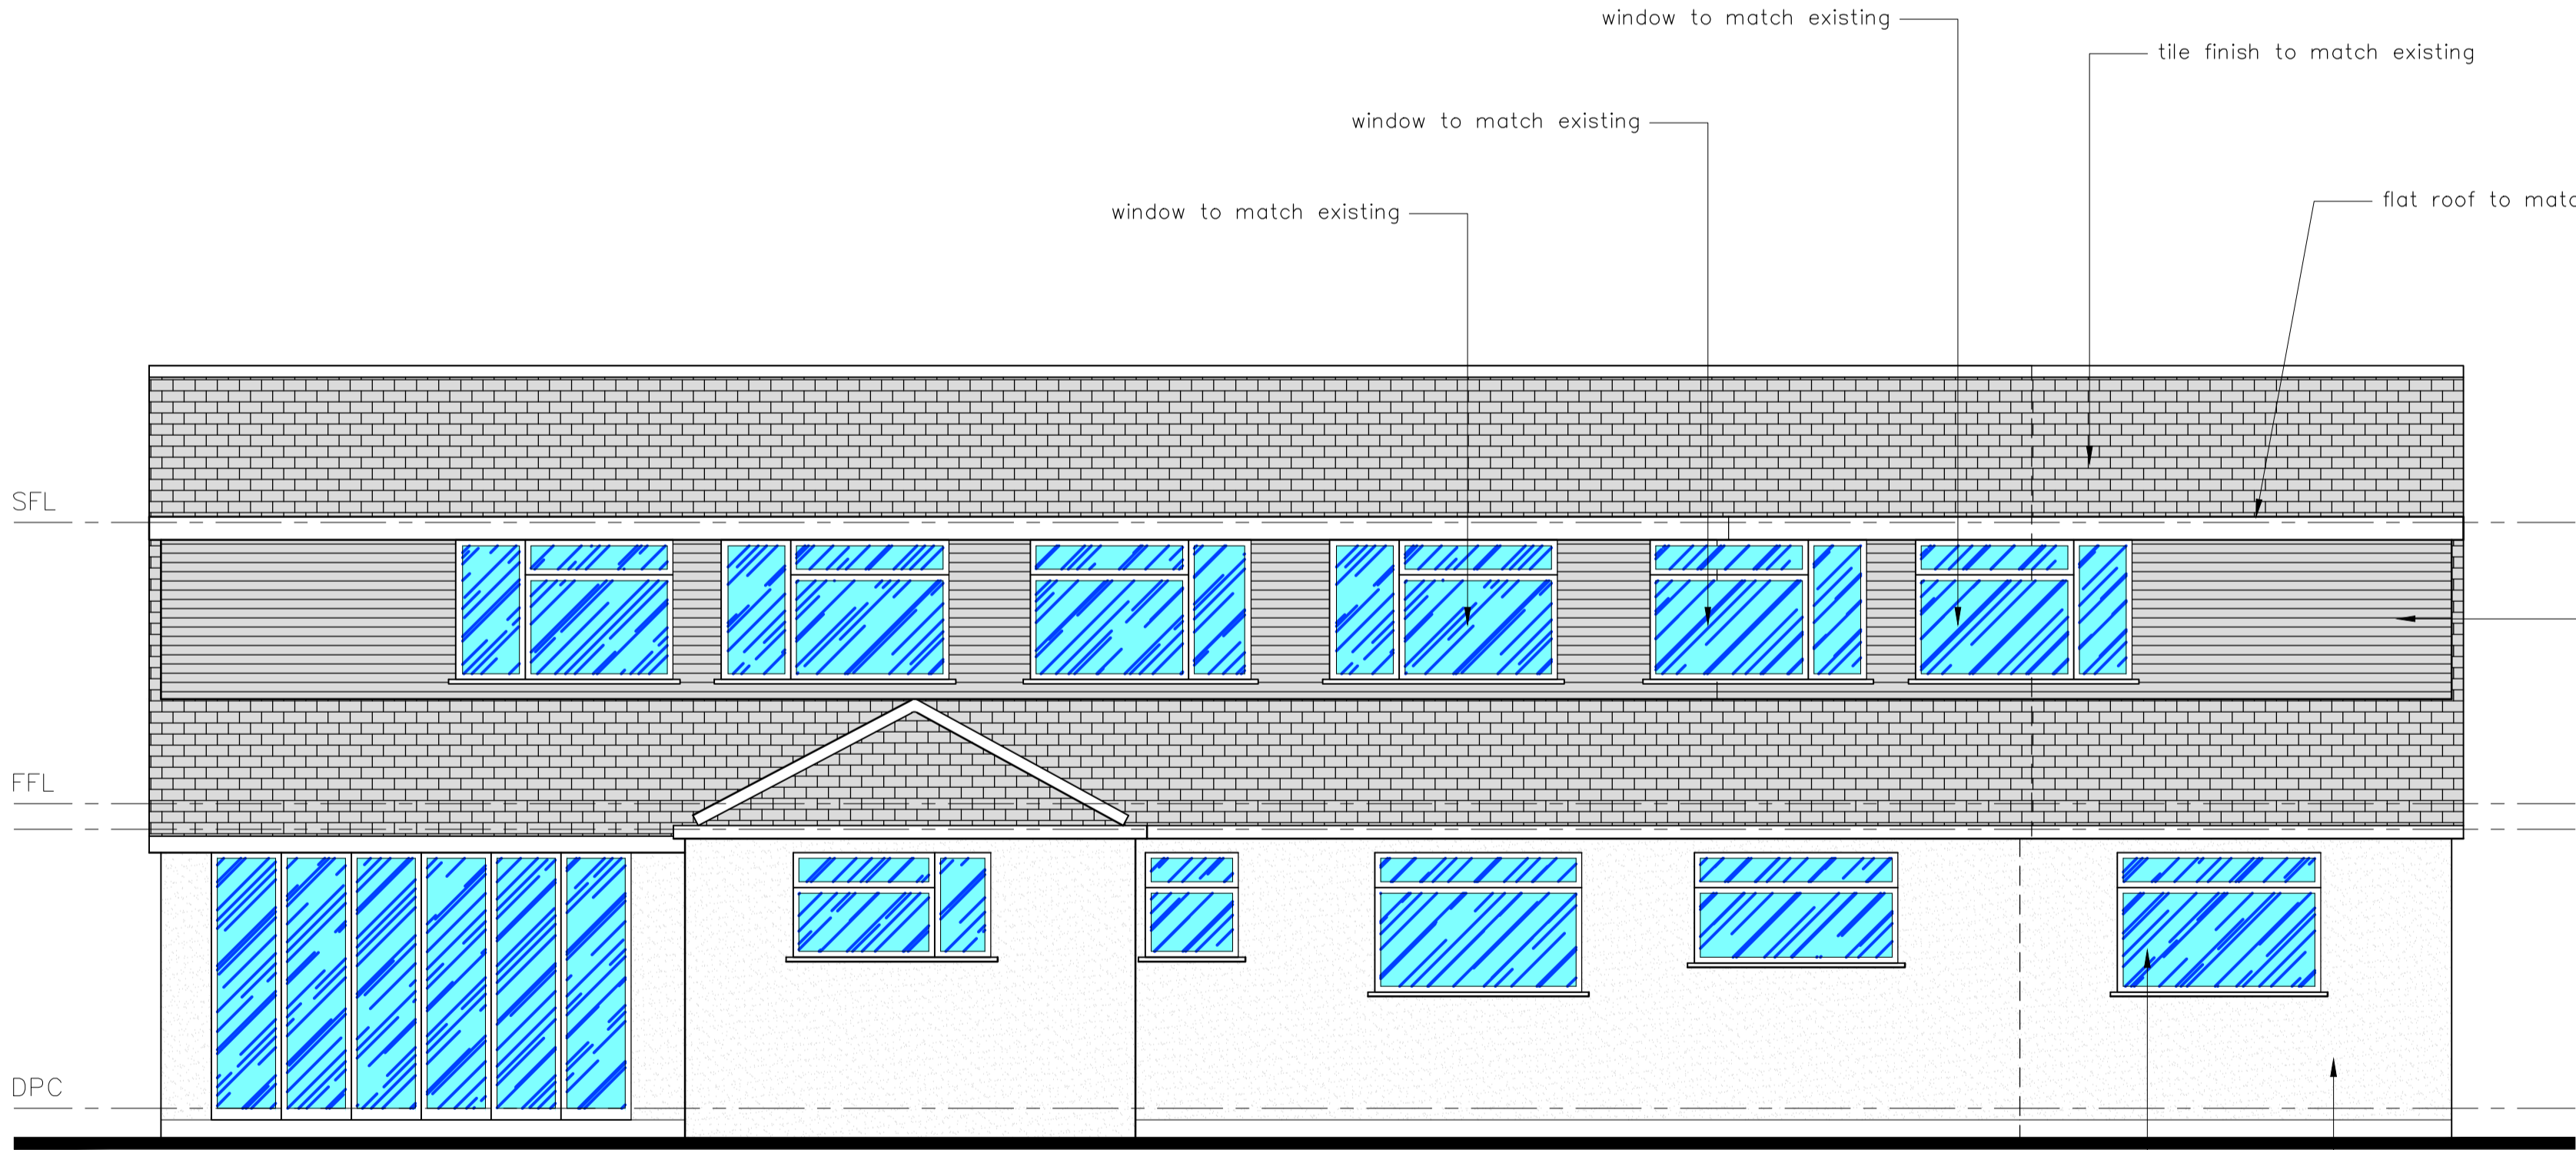 window to match existing
tile finish to match existing
window to match existing
flat roof to matc
window to match existing
SFL
FFL
DPC